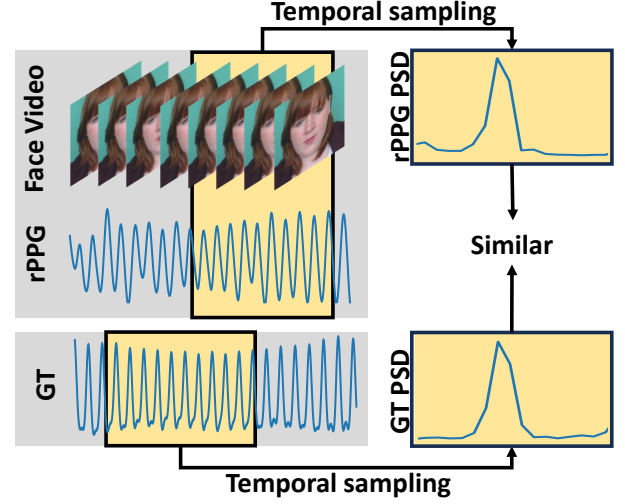 Temporal sampling
Face Video
rPPG PSD
rPPG
Similar
GT
GT PSD
Temporal sampling